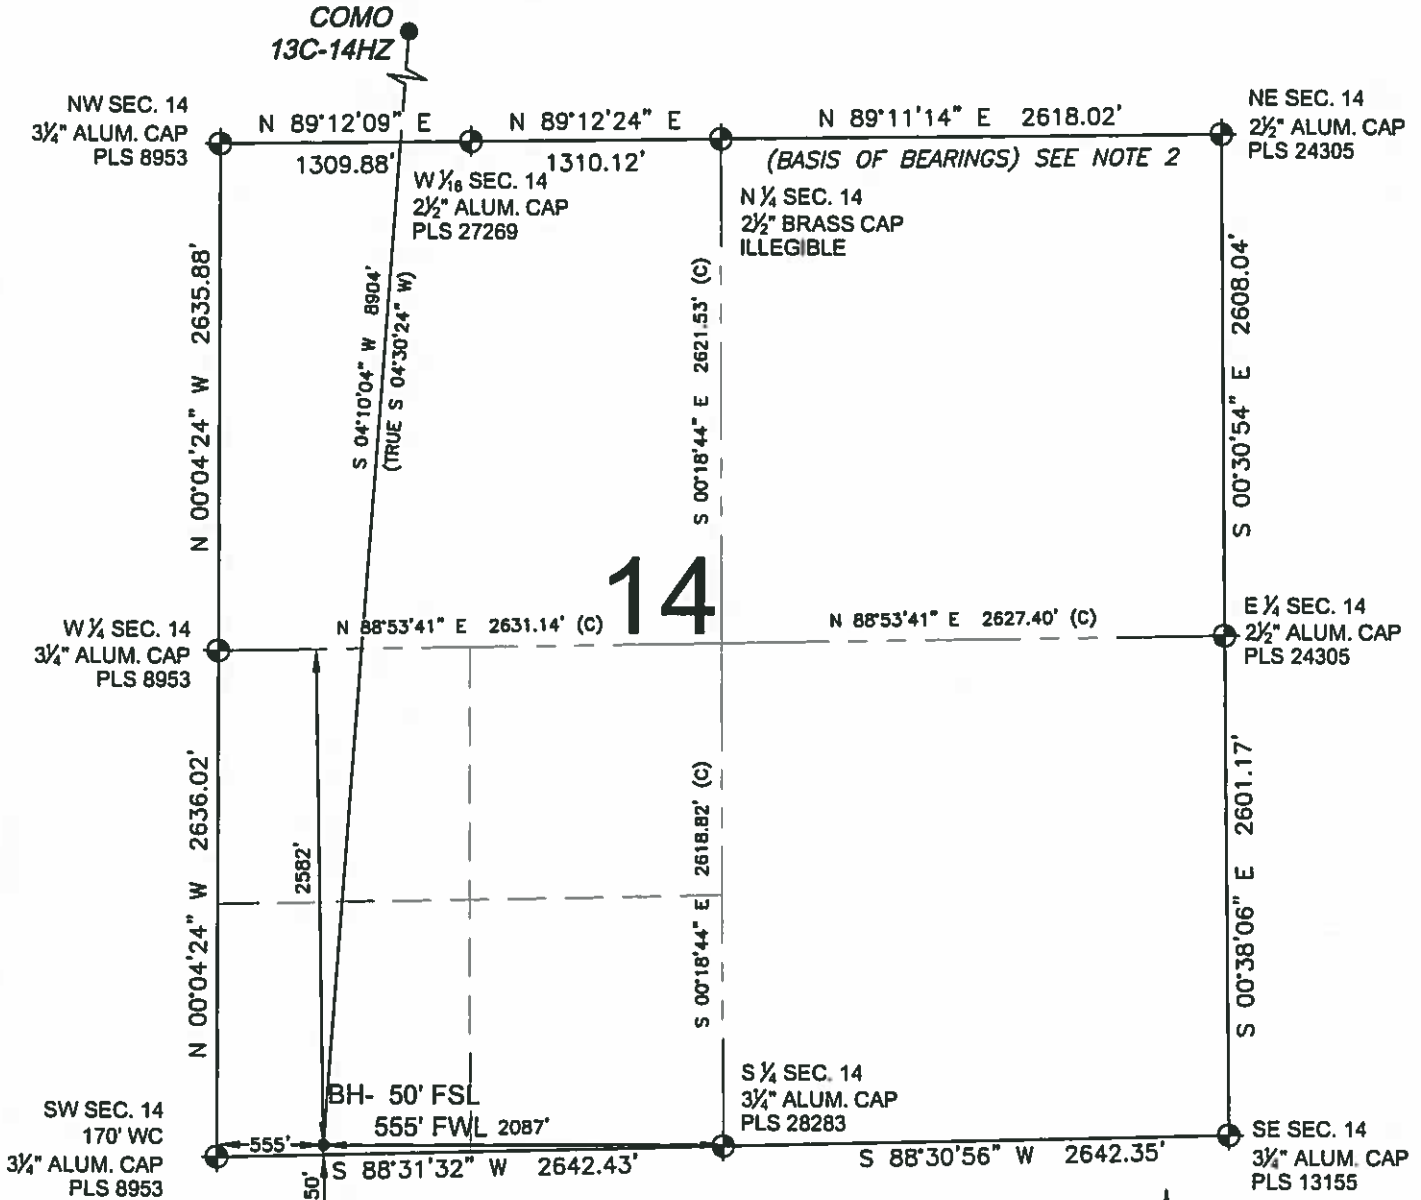 COMO
13C-14HZ
NW SEC. 14
3¼" ALUM. CAP
PLS 8953
N 89°12'09" E
1309.88'
W 1/16 SEC. 14
2½" ALUM. CAP
PLS 27269
N 89°12'24" E
1310.12'
N ¼ SEC. 14
2½" BRASS CAP
ILLEGIBLE
N 89°11'14" E 2618.02'
(BASIS OF BEARINGS) SEE NOTE 2
NE SEC. 14
2½" ALUM. CAP
PLS 24305
N 00°04'24" W 2635.88'
S 04°10'04" W 8904'
(TRUE S 04°30'24" W)
S 00°18'44" E 2621.53' (C)
S 00°30'54" E 2608.04'
14
W ¼ SEC. 14
3¼" ALUM. CAP
PLS 8953
N 88°53'41" E 2631.14' (C)
N 88°53'41" E 2627.40' (C)
E ¼ SEC. 14
2½" ALUM. CAP
PLS 24305
N 00°04'24" W 2636.02'
2582'
S 00°18'44" E 2618.82' (C)
S 00°38'06" E 2601.17'
BH- 50' FSL
555' FWL 2087'
555'
50'
SW SEC. 14
170' WC
3¼" ALUM. CAP
PLS 8953
S 88°31'32" W 2642.43'
S ¼ SEC. 14
3¼" ALUM. CAP
PLS 28283
S 88°30'56" W 2642.35'
SE SEC. 14
3¼" ALUM. CAP
PLS 13155